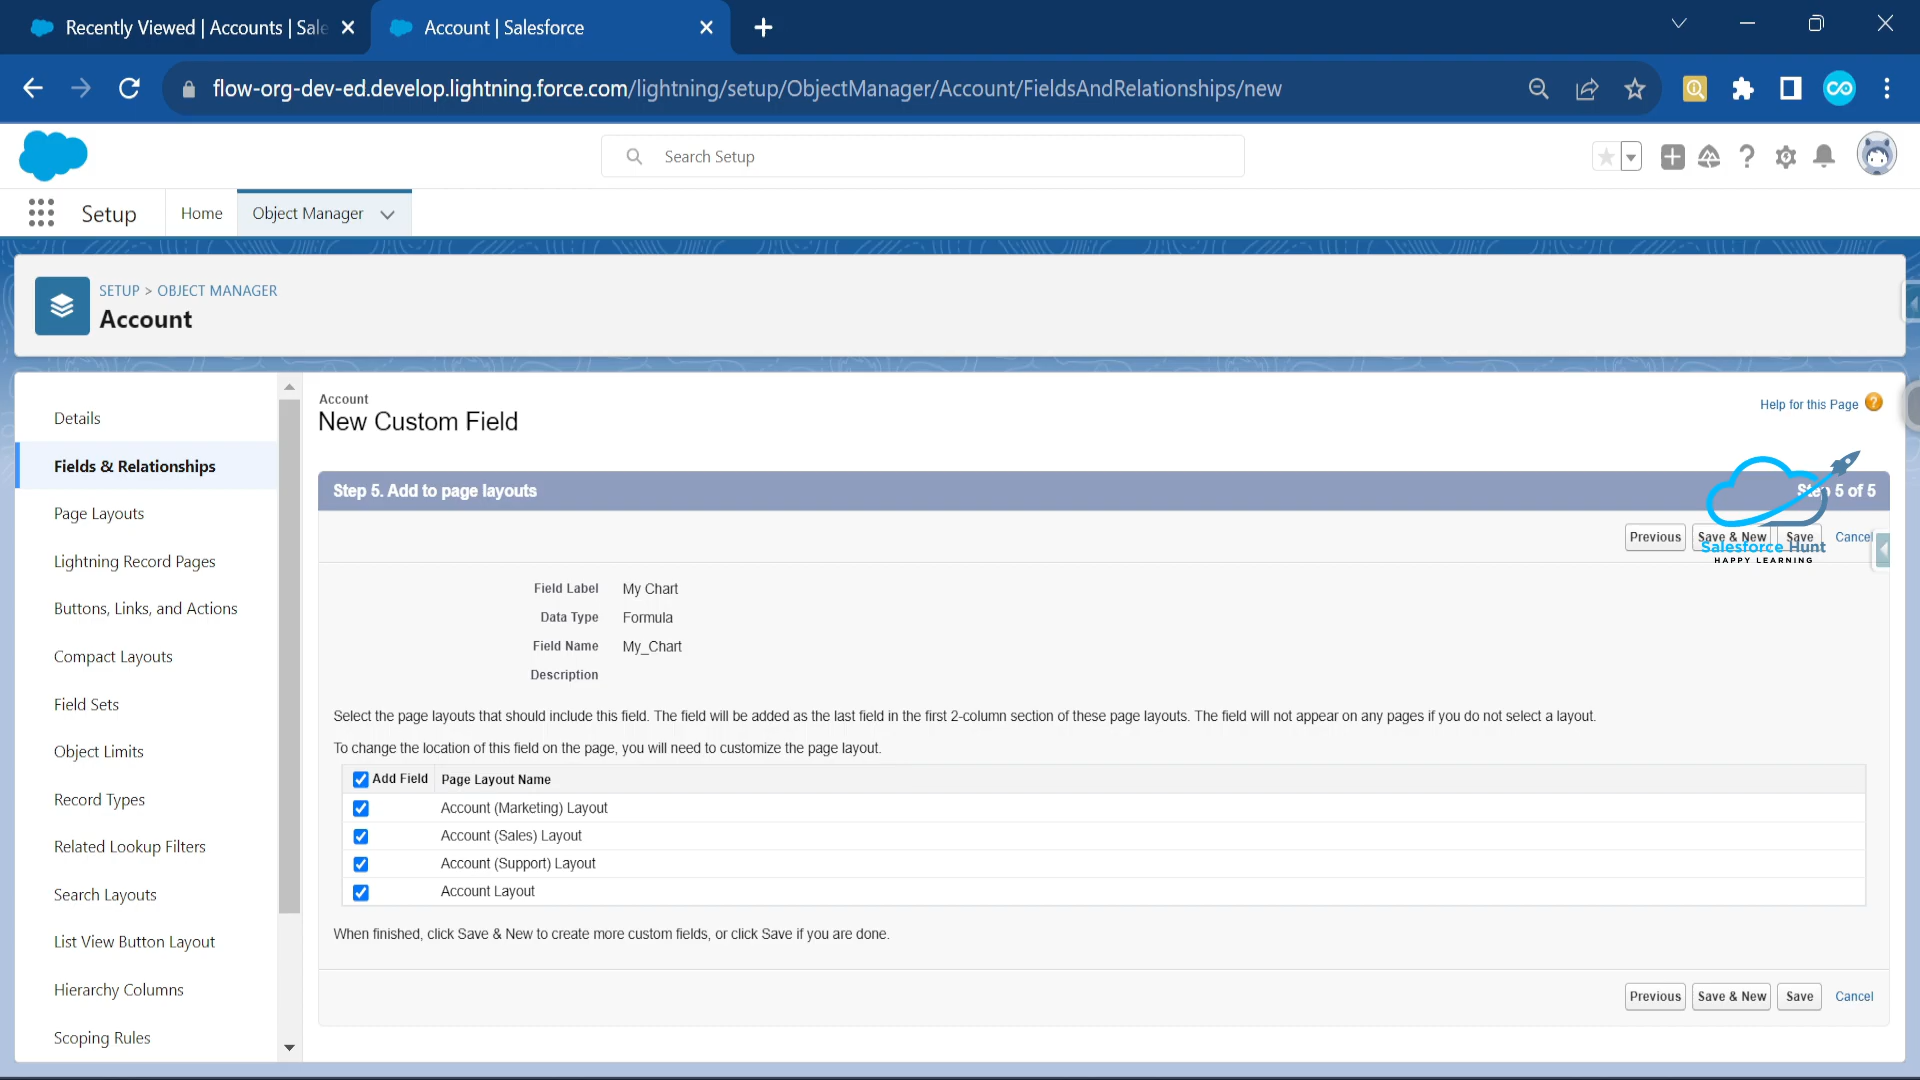 Recently Viewed | Accounts | Sale
Account | Salesforce
flow-org-dev-ed.develop.lightning.force.com/lightning/setup/ObjectManager/Account/FieldsAndRelationships/new
Search Setup
Setup
Home
Object Manager
SETUP > OBJECT MANAGER
Account
Details
Fields & Relationships
Page Layouts
Lightning Record Pages
Buttons, Links, and Actions
Compact Layouts
Field Sets
Object Limits
Record Types
Related Lookup Filters
Search Layouts
List View Button Layout
Hierarchy Columns
Scoping Rules
Account
New Custom Field
Help for this Page
Step 5. Add to page layouts
Step 5 of 5
Previous Save & New Save Cancel
Salesforce Hunt
HAPPY LEARNING
Field Label My Chart
Data Type Formula
Field Name My_Chart
Description
Select the page layouts that should include this field. The field will be added as the last field in the first 2-column section of these page layouts. The field will not appear on any pages if you do not select a layout.
To change the location of this field on the page, you will need to customize the page layout.
Add Field Page Layout Name
Account (Marketing) Layout
Account (Sales) Layout
Account (Support) Layout
Account Layout
When finished, click Save & New to create more custom fields, or click Save if you are done.
Previous Save & New Save Cancel